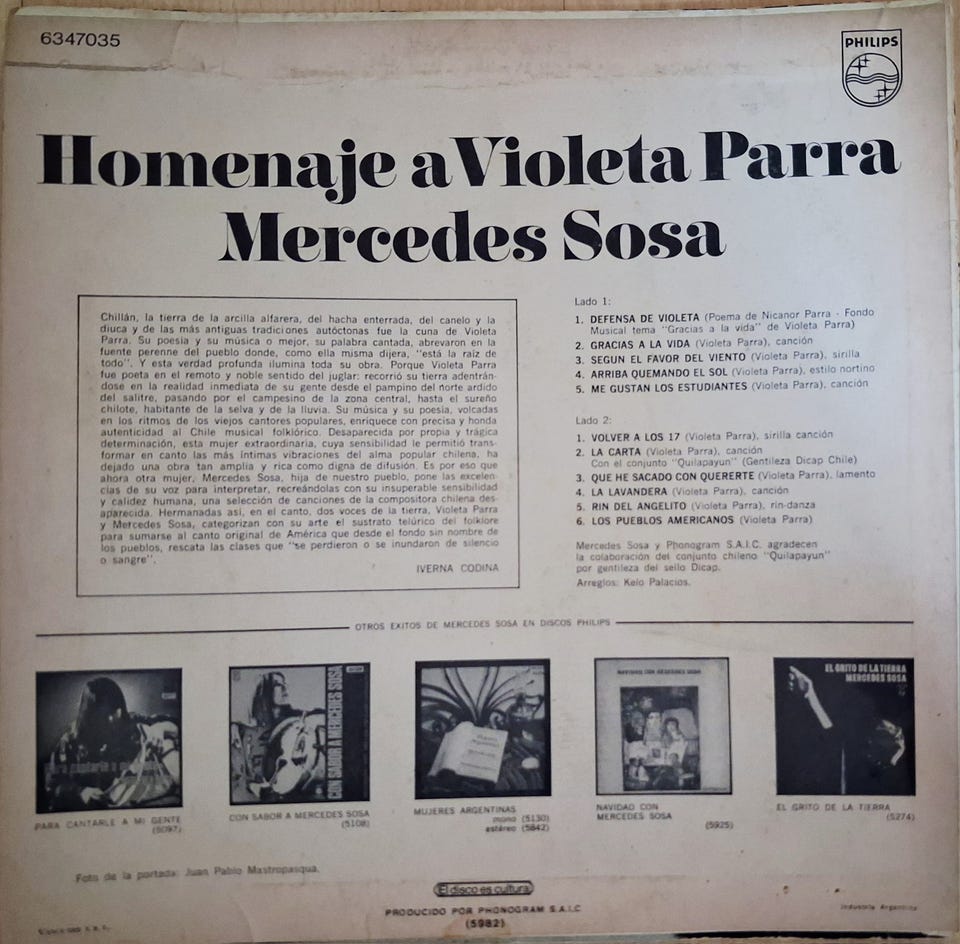 6347035
PHILIPS
Homenaje a Violeta Parra
Mercedes Sosa
Chillán, la tierra de la arcilla alfarera, del hacha enterrada, del canelo y la
diuca y de las más antiguas tradiciones autóctonas fue la cuna de Violeta
Parra. Su poesía y su música o mejor, su palabra cantada, abrevaron en la
fuente perenne del pueblo donde, como ella misma dijera, "está la raíz de
todo". Y esta verdad profunda ilumina toda su obra. Porque Violeta Parra
fue poeta en el remoto y noble sentido del juglar: recorrió su tierra adentrán-
dose en la realidad inmediata de su gente desde el pampino del norte ardido
del salitre, pasando por el campesino de la zona central, hasta el sureño
chilote, habitante de la selva y de la lluvia. Su música y su poesía, volcadas
en los ritmos de los viejos cantores populares, enriquece con precisa y honda
autenticidad al Chile musical folklórico. Desaparecida por propia y trágica
determinación, esta mujer extraordinaria, cuya sensibilidad le permitió trans-
formar en canto las más íntimas vibraciones del alma popular chilena, ha
dejado una obra tan amplia y rica como digna de difusión. Es por eso que
ahora otra mujer, Mercedes Sosa, hija de nuestro pueblo, pone las excelen-
cias de su voz para interpretar, recreándolas con su insuperable sensibilidad
y calidez humana, una selección de canciones de la compositora chilena des-
aparecida. Hermanadas así, en el canto, dos voces de la tierra, Violeta Parra
y Mercedes Sosa, categorizan con su arte el sustrato telúrico del folklore
para sumarse al canto original de América que desde el fondo sin nombre de
los pueblos, rescata las clases que "se perdieron o se inundaron de silencio
o sangre".
IVERNA CODINA
Lado 1:
1. DEFENSA DE VIOLETA (Poema de Nicanor Parra - Fondo
Musical tema "Gracias a la vida" de Violeta Parra)
2. GRACIAS A LA VIDA (Violeta Parra), canción
3. SEGUN EL FAVOR DEL VIENTO (Violeta Parra), sirilla
4. ARRIBA QUEMANDO EL SOL (Violeta Parra), estilo nortino
5. ME GUSTAN LOS ESTUDIANTES (Violeta Parra), canción
Lado 2:
1. VOLVER A LOS 17 (Violeta Parra), sirilla canción
2. LA CARTA (Violeta Parra), canción
Con el conjunto "Quilapayun" (Gentileza Dicap Chile)
3. QUE HE SACADO CON QUERERTE (Violeta Parra), lamento
4. LA LAVANDERA (Violeta Parra), canción
5. RIN DEL ANGELITO (Violeta Parra), rin-danza
6. LOS PUEBLOS AMERICANOS (Violeta Parra)
Mercedes Sosa y Phonogram S.A.I.C. agradecen
la colaboración del conjunto chileno "Quilapayun"
por gentileza del sello Dicap.
Arreglos: Kelo Palacios.
OTROS EXITOS DE MERCEDES SOSA EN DISCOS PHILIPS
CON SABOR A MERCEDES SOSA
NAVIDAD CON MERCEDES SOSA
EL GRITO DE LA TIERRA
MERCEDES SOSA
PARA CANTARLE A MI GENTE
(5097)
CON SABOR A MERCEDES SOSA
(5108)
MUJERES ARGENTINAS
mono (5130)
estéreo (5842)
NAVIDAD CON
MERCEDES SOSA
(5925)
EL GRITO DE LA TIERRA
(5274)
Foto de la portada: Juan Pablo Mastropasqua.
El disco es cultura
PRODUCIDO POR PHONOGRAM S.A.I.C
(5982)
Industria Argentina